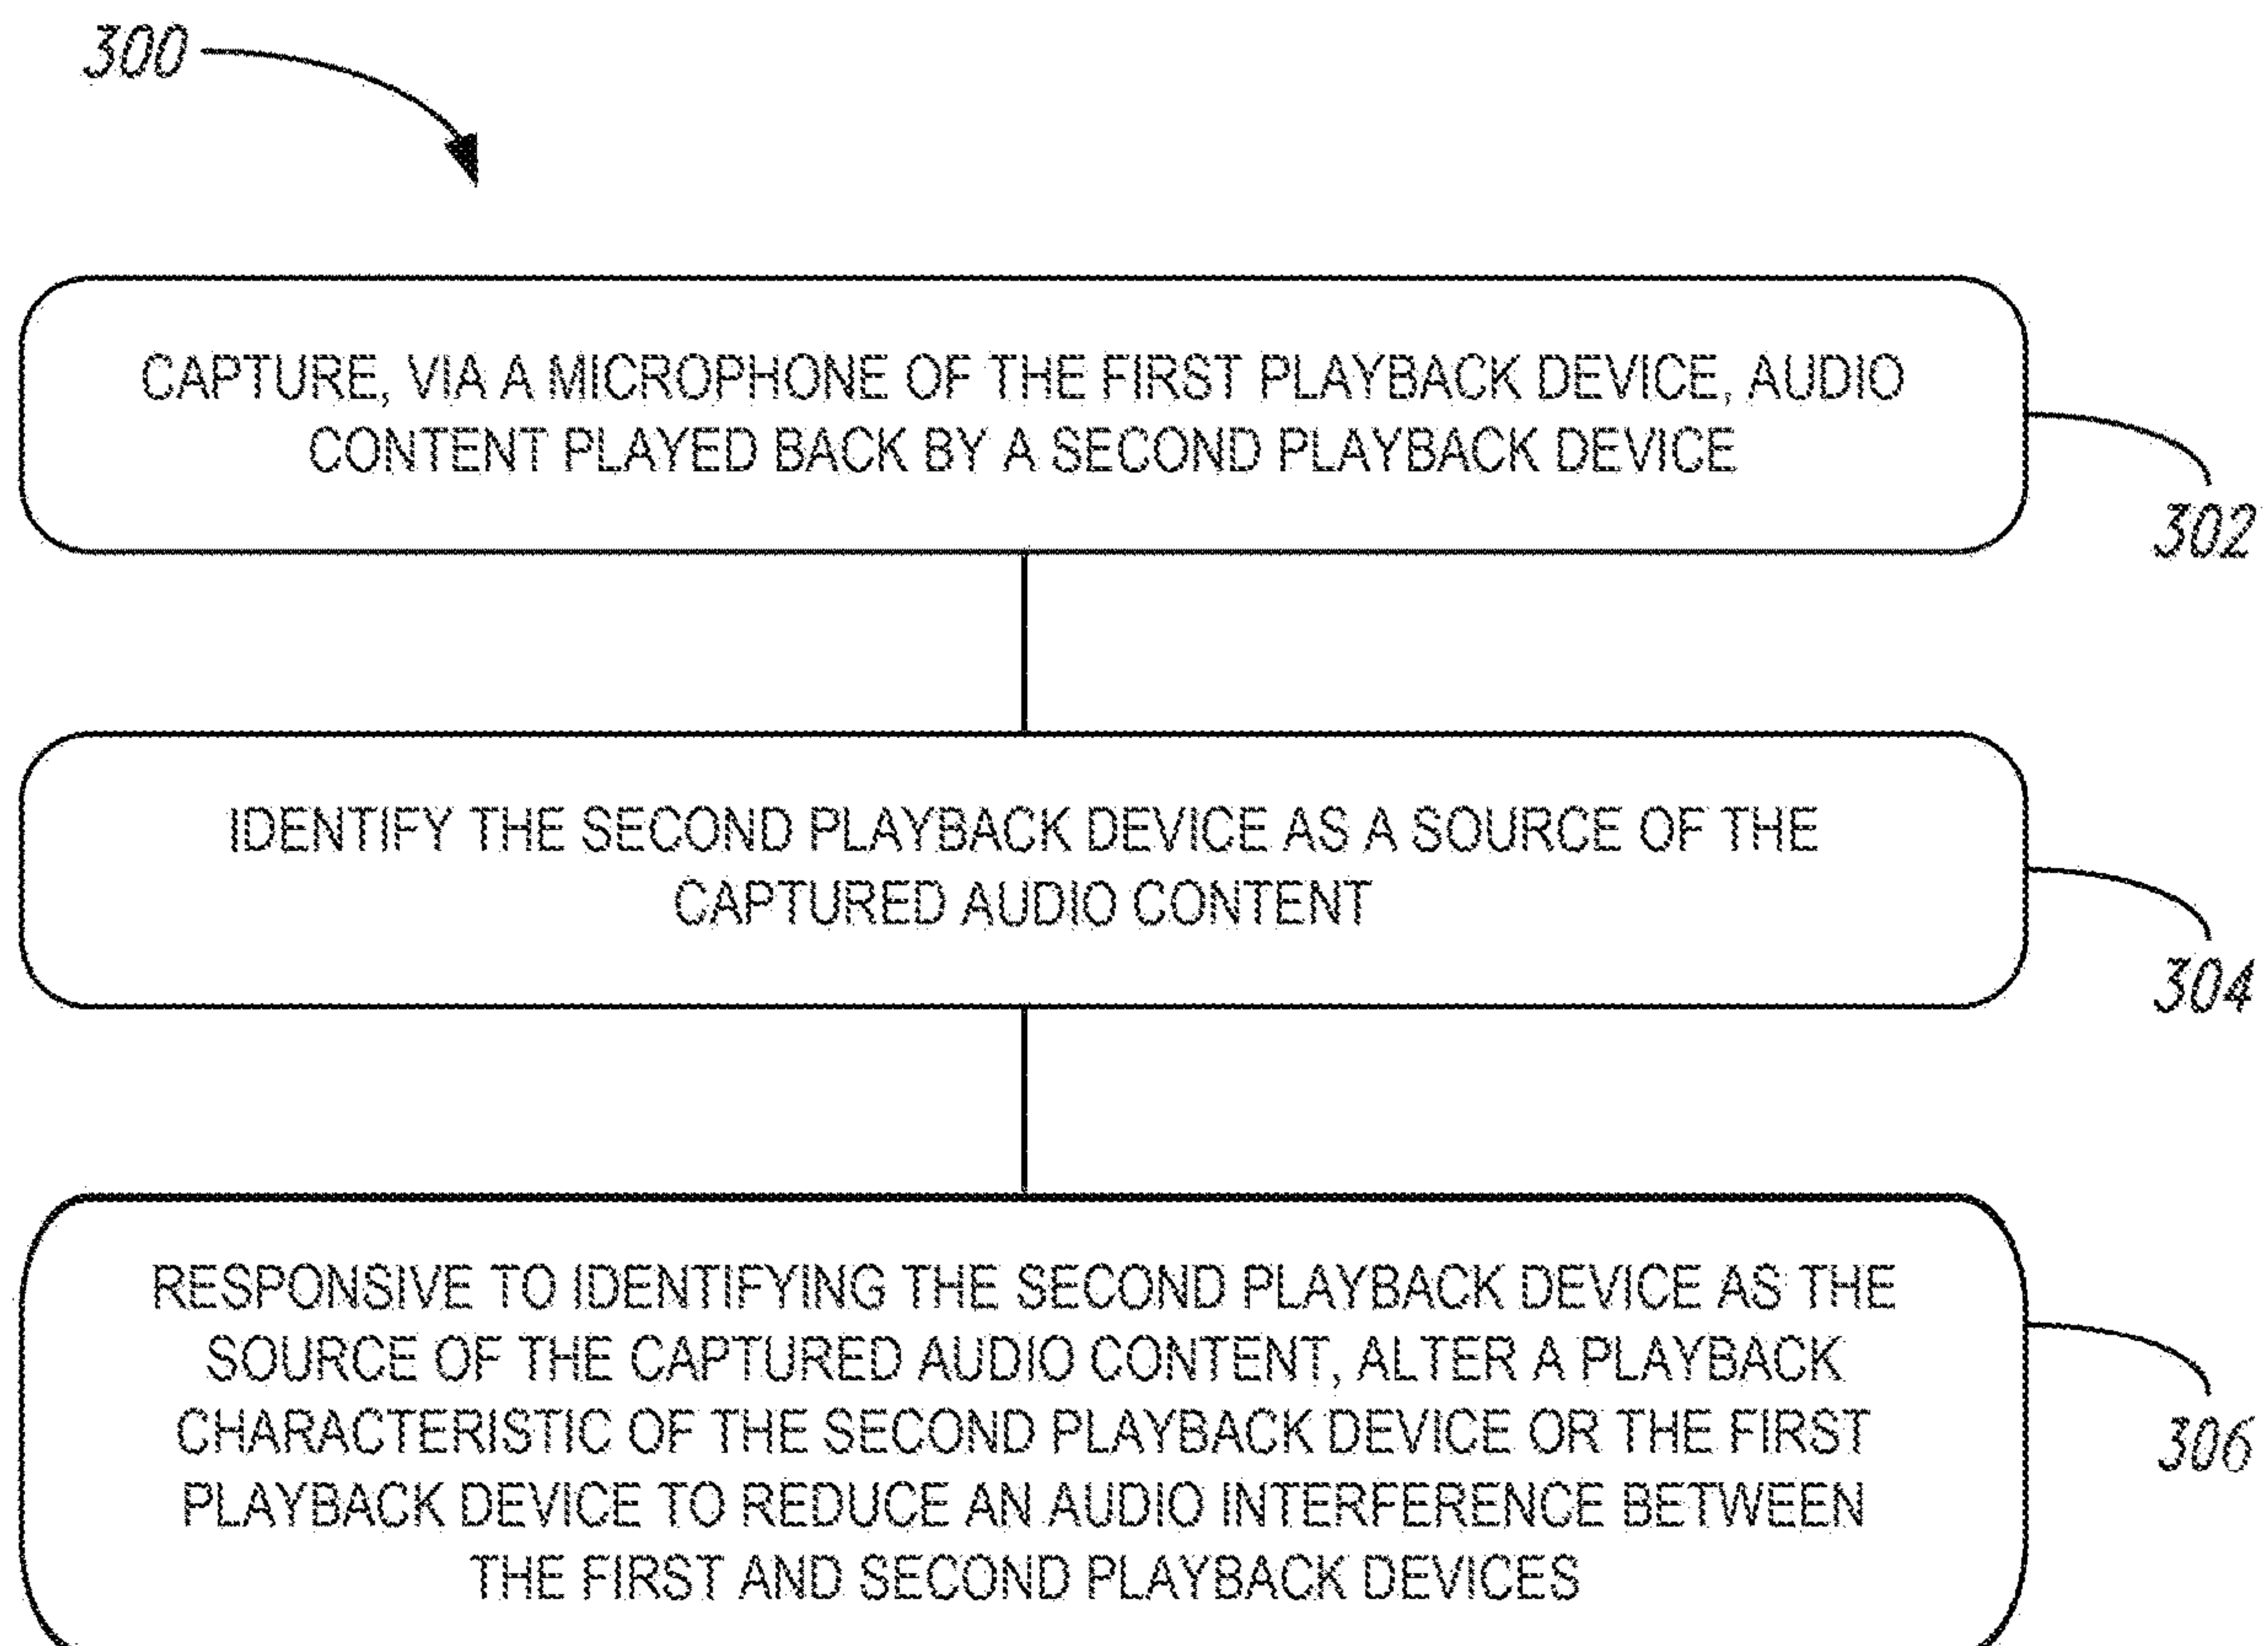 300
CAPTURE, VIA A MICROPHONE OF THE FIRST PLAYBACK DEVICE, AUDIO
CONTENT PLAYED BACK BY A SECOND PLAYBACK DEVICE
302
IDENTIFY THE SECOND PLAYBACK DEVICE AS A SOURCE OF THE
CAPTURED AUDIO CONTENT
304
RESPONSIVE TO IDENTIFYING THE SECOND PLAYBACK DEVICE AS THE
SOURCE OF THE CAPTURED AUDIO CONTENT, ALTER A PLAYBACK
CHARACTERISTIC OF THE SECOND PLAYBACK DEVICE OR THE FIRST
PLAYBACK DEVICE TO REDUCE AN AUDIO INTERFERENCE BETWEEN
THE FIRST AND SECOND PLAYBACK DEVICES
306